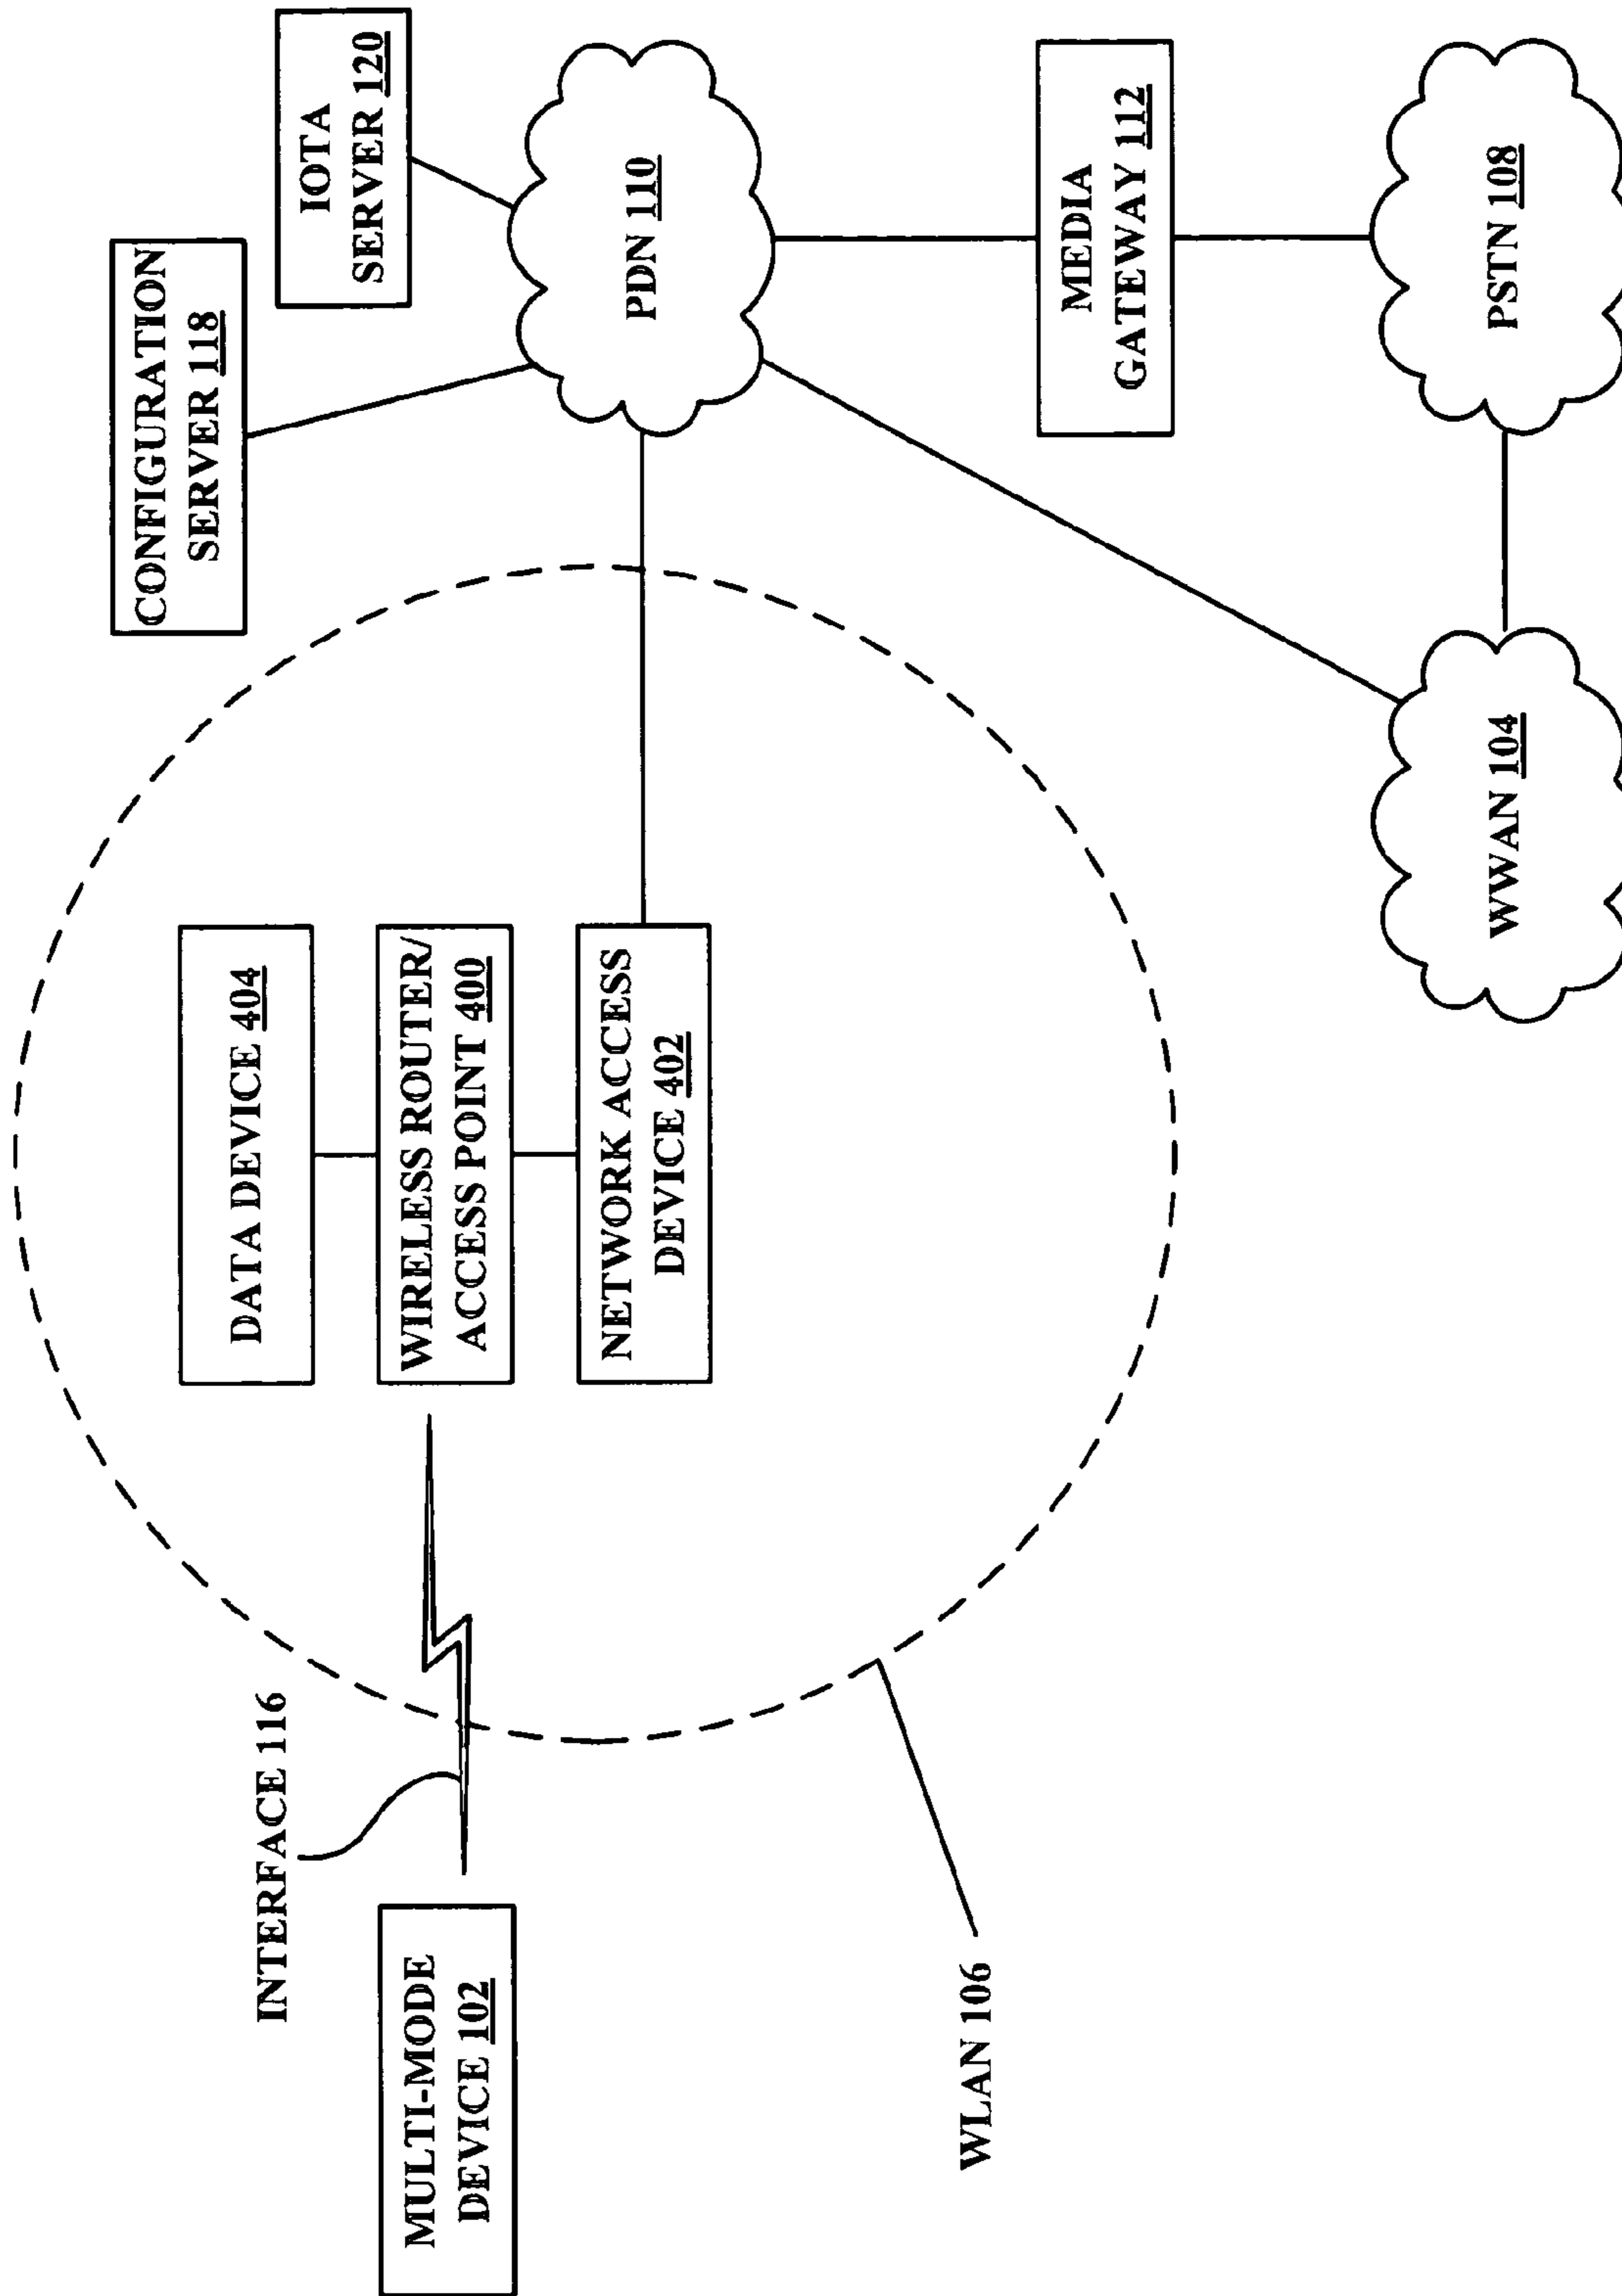 MULTI-MODE
DEVICE 102
INTERFACE 116
WLAN 106
DATA DEVICE 404
WIRELESS ROUTER/
ACCESS POINT 400
NETWORK ACCESS
DEVICE 402
CONFIGURATION
SERVER 118
IOTA
SERVER 120
PDN 110
MEDIA
GATEWAY 112
WWAN 104
PSTN 108